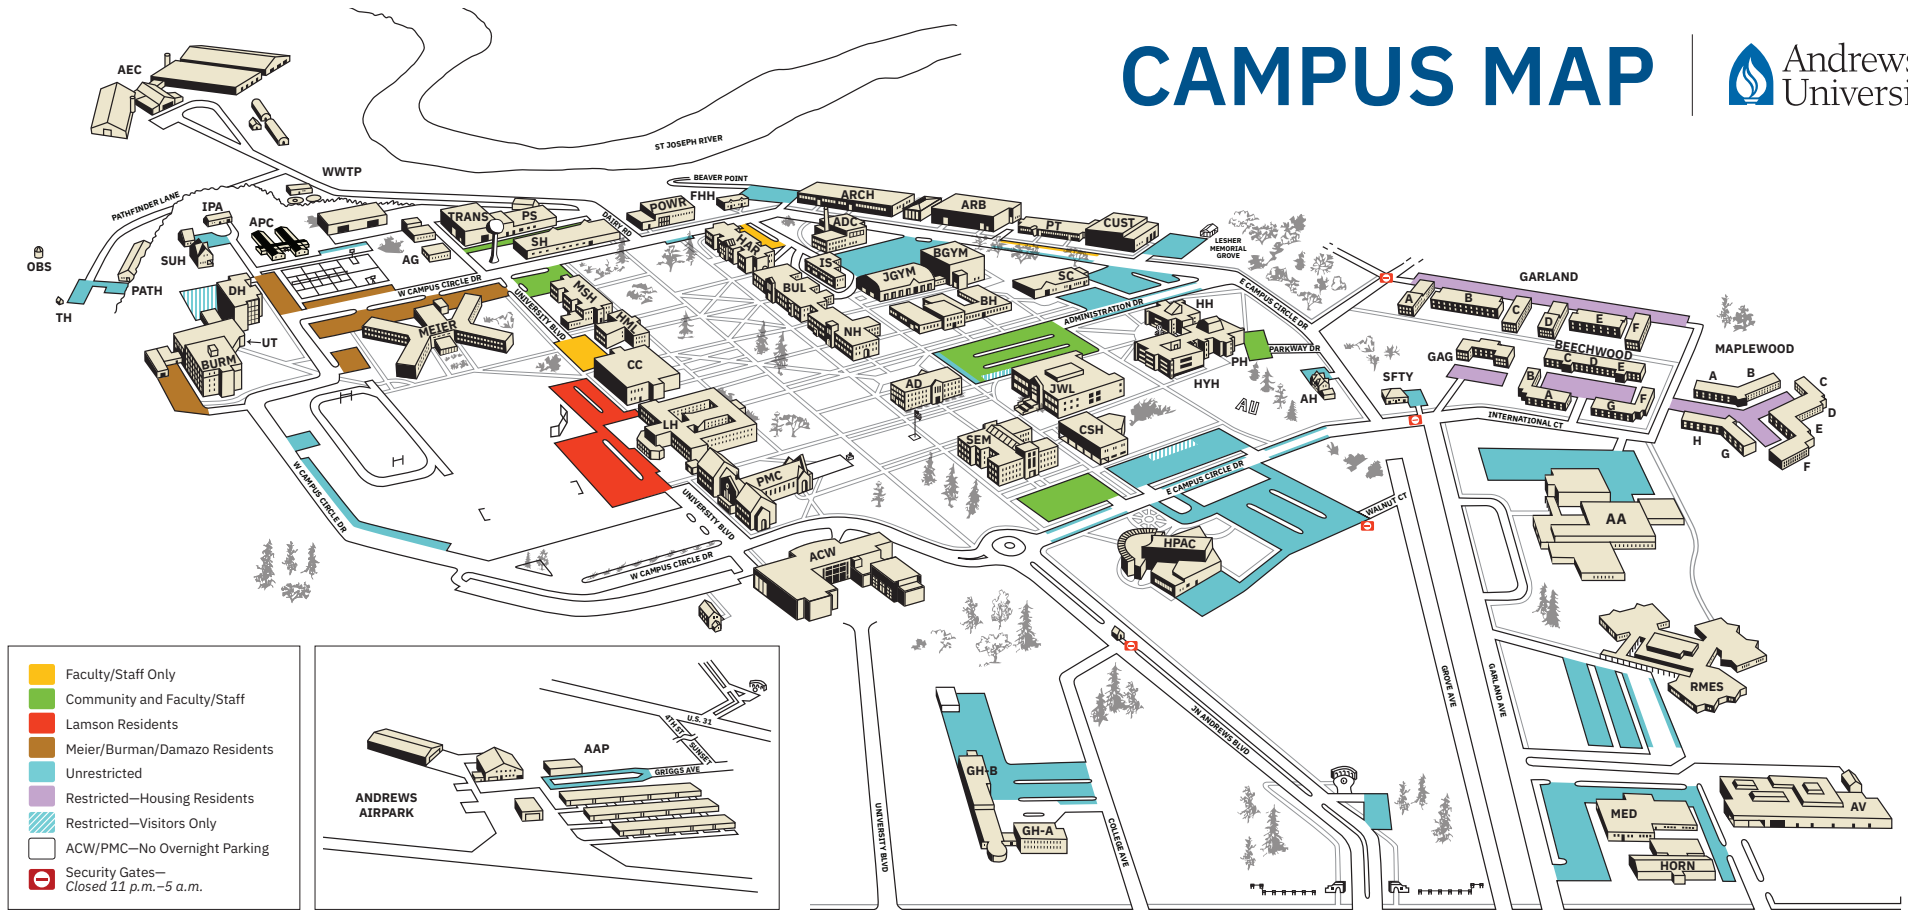 CAMPUS MAP
Andrews
Universi
AEC
ST JOSEPH RIVER
WWTP
BEAVER POINT
FHH
ARCH
PATHFINDER LANE
IPA
APC
TRANS
PS
POWR
ADC
ARB
PT
CUST
DAIRY RD
SH
HAR
LESHER
MEMORIAL
GROVE
OBS
SUH
AG
IS
BGYM
JGYM
SC
GARLAND
PATH
TH
DH
W CAMPUS CIRCLE DR
MSH
BUL
BH
HH
E CAMPUS CIRCLE DR
A
B
C
D
E
F
UNIVERSITY BLVD
HML
NH
ADMINISTRATION DR
MEIER
UT
BURM
BEECHWOOD
MAPLEWOOD
PARKWAY DR
GAG
C
D
E
B
A
G
F
CC
AD
JWL
PH
HYH
AH
SFTY
A
B
C
D
E
F
G
H
AU
INTERNATIONAL CT
LH
CSH
SEM
PMC
E CAMPUS CIRCLE DR
W CAMPUS CIRCLE DR
UNIVERSITY BLVD
WALNUT CT
AA
ACW
HPAC
W CAMPUS CIRCLE DR
GROVE AVE
GARLAND AVE
RMES
JN ANDREWS BLVD
Faculty/Staff Only
Community and Faculty/Staff
Lamson Residents
Meier/Burman/Damazo Residents
Unrestricted
Restricted—Housing Residents
Restricted—Visitors Only
ACW/PMC—No Overnight Parking
Security Gates—
Closed 11 p.m.–5 a.m.
U.S. 31
4TH ST
SUNSET
AAP
GRIGGS AVE
ANDREWS
AIRPARK
GH-B
GH-A
UNIVERSITY BLVD
COLLEGE AVE
MED
HORN
AV